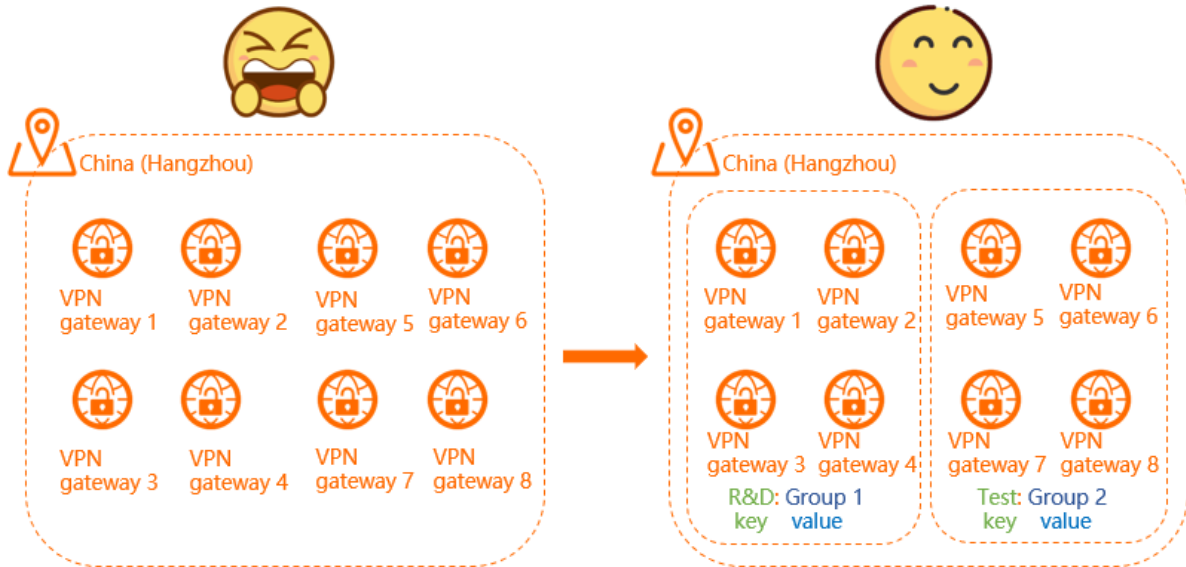 China (Hangzhou)
VPN
gateway 1
VPN
gateway 2
VPN
gateway 5
VPN
gateway 6
VPN
gateway 3
VPN
gateway 4
VPN
gateway 7
VPN
gateway 8
China (Hangzhou)
VPN
gateway 1
VPN
gateway 2
VPN
gateway 3
VPN
gateway 4
R&D: Group 1
key value
VPN
gateway 5
VPN
gateway 6
VPN
gateway 7
VPN
gateway 8
Test: Group 2
key value